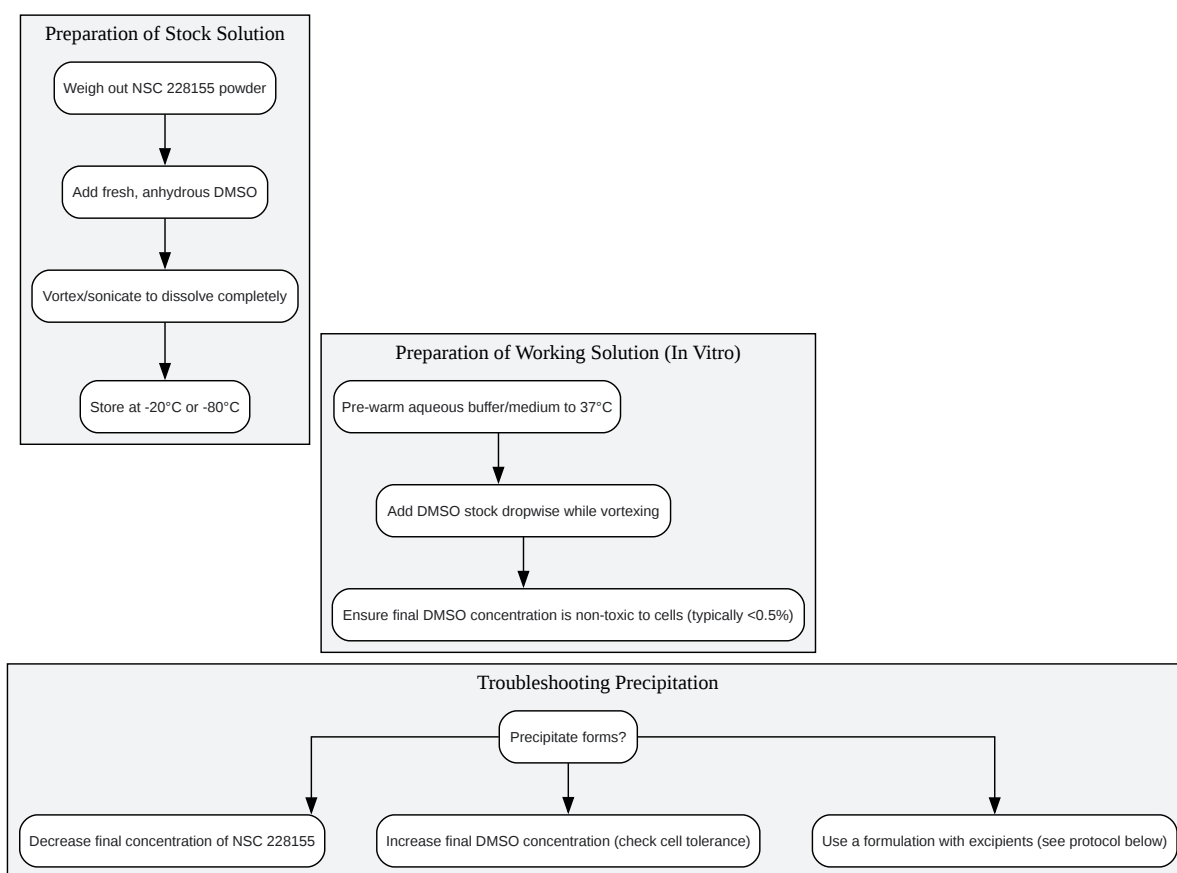 Preparation of Stock Solution
Weigh out NSC 228155 powder
Add fresh, anhydrous DMSO
Vortex/sonicate to dissolve completely
Store at -20°C or -80°C
Preparation of Working Solution (In Vitro)
Pre-warm aqueous buffer/medium to 37°C
Add DMSO stock dropwise while vortexing
Ensure final DMSO concentration is non-toxic to cells (typically <0.5%)
Troubleshooting Precipitation
Precipitate forms?
Decrease final concentration of NSC 228155
Increase final DMSO concentration (check cell tolerance)
Use a formulation with excipients (see protocol below)